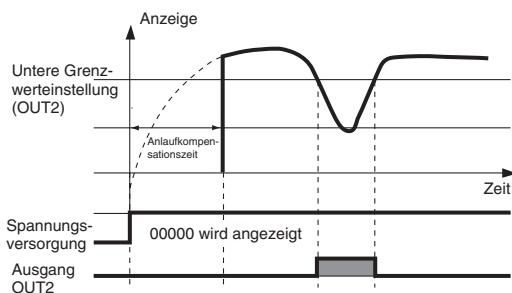 Anzeige
Untere Grenz-
werteinstellung
(OUT2)
Anlaufkompen-
sationszeit
Zeit
Spannungs-
versorgung
00000 wird angezeigt
Ausgang
OUT2